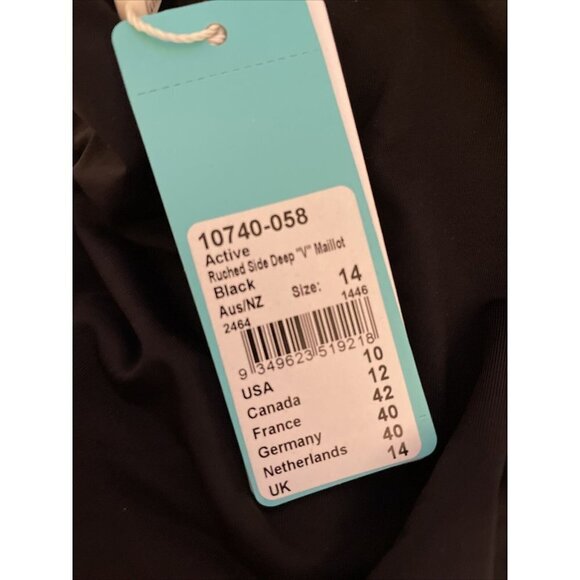 10740-058
Active
Ruched Side Deep "V" Maillot
Black
Aus/NZ Size: 14
2464 1446
9 349623 519218
USA 10
Canada 12
France 42
Germany 40
Netherlands 40
UK 14